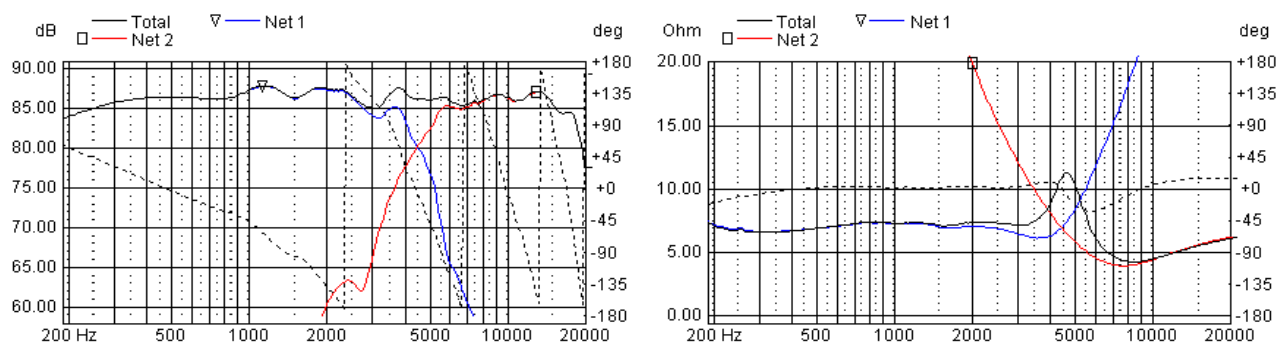 Total Net 1
dB deg
Net 2
90.00 +180
85.00 +135
+90
80.00 +45
75.00 +0
70.00 -45
-90
65.00 -135
60.00 -180
200 Hz 500 1000 2000 5000 10000 20000
Total Net 1
Ohm deg
Net 2
20.00 +180
+135
15.00 +90
+45
10.00 +0
-45
5.00 -90
-135
0.00 -180
200 Hz 500 1000 2000 5000 10000 20000